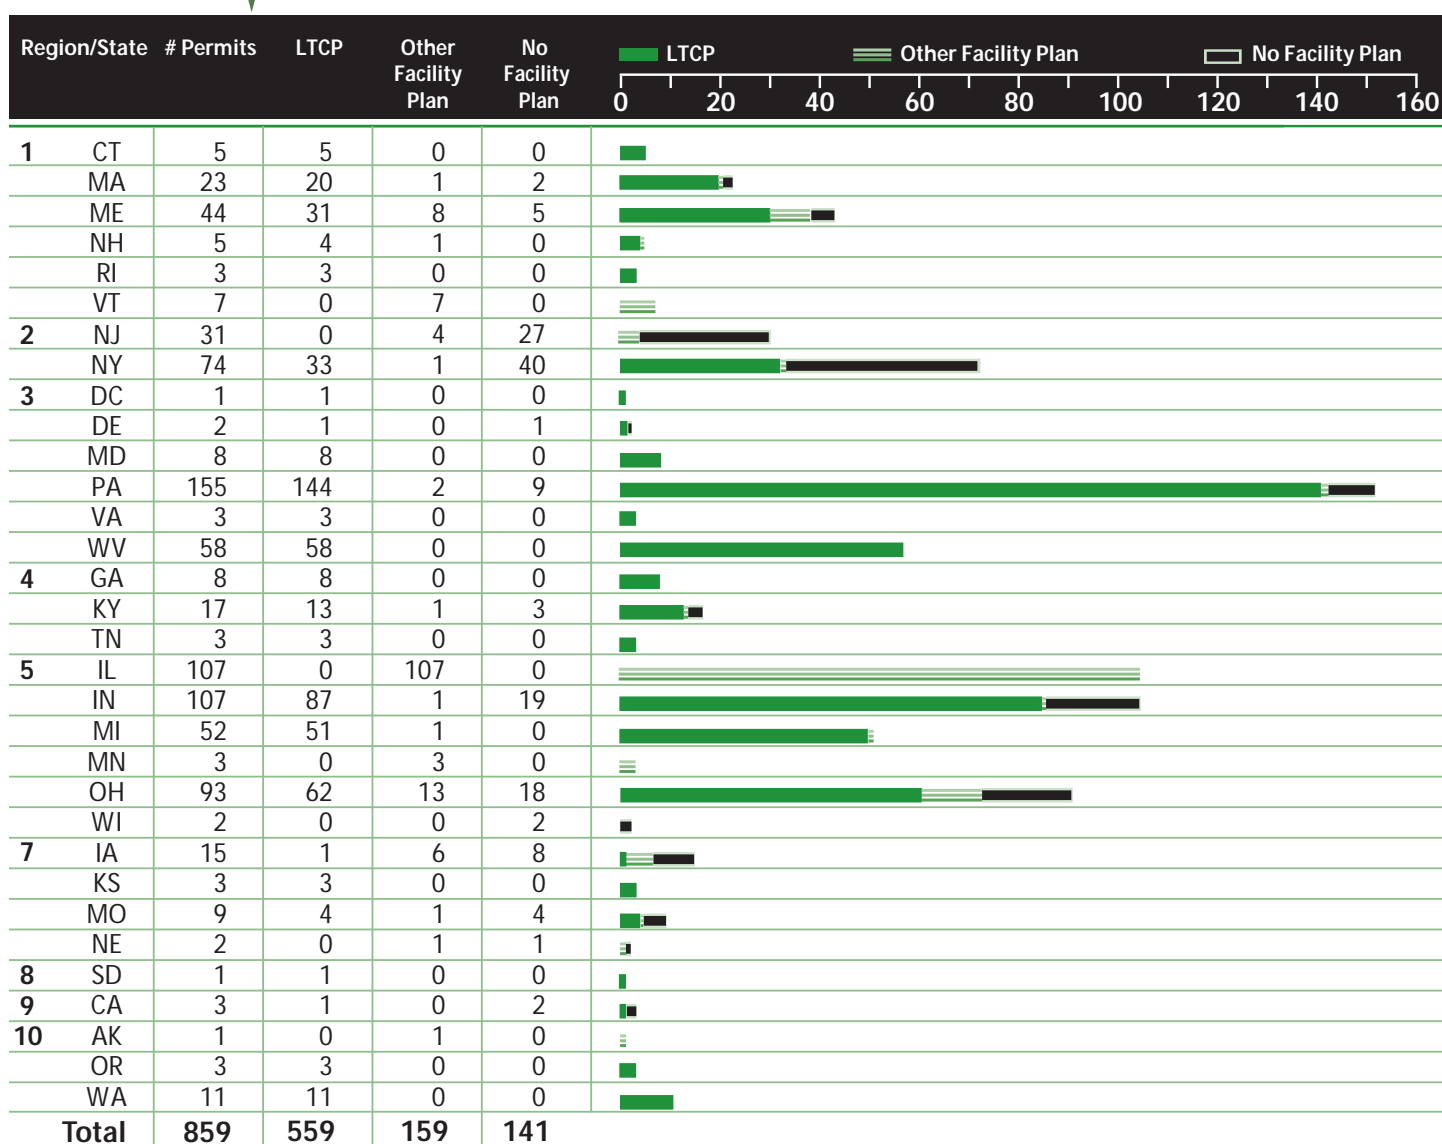 Region/State # Permits LTCP Other Facility Plan No Facility Plan
LTCP Other Facility Plan No Facility Plan
0 20 40 60 80 100 120 140 160
1 CT 5 5 0 0
MA 23 20 1 2
ME 44 31 8 5
NH 5 4 1 0
RI 3 3 0 0
VT 7 0 7 0
2 NJ 31 0 4 27
NY 74 33 1 40
3 DC 1 1 0 0
DE 2 1 0 1
MD 8 8 0 0
PA 155 144 2 9
VA 3 3 0 0
WV 58 58 0 0
4 GA 8 8 0 0
KY 17 13 1 3
TN 3 3 0 0
5 IL 107 0 107 0
IN 107 87 1 19
MI 52 51 1 0
MN 3 0 3 0
OH 93 62 13 18
WI 2 0 0 2
7 IA 15 1 6 8
KS 3 3 0 0
MO 9 4 1 4
NE 2 0 1 1
8 SD 1 1 0 0
9 CA 3 1 0 2
10 AK 1 0 1 0
OR 3 3 0 0
WA 11 11 0 0
Total 859 559 159 141